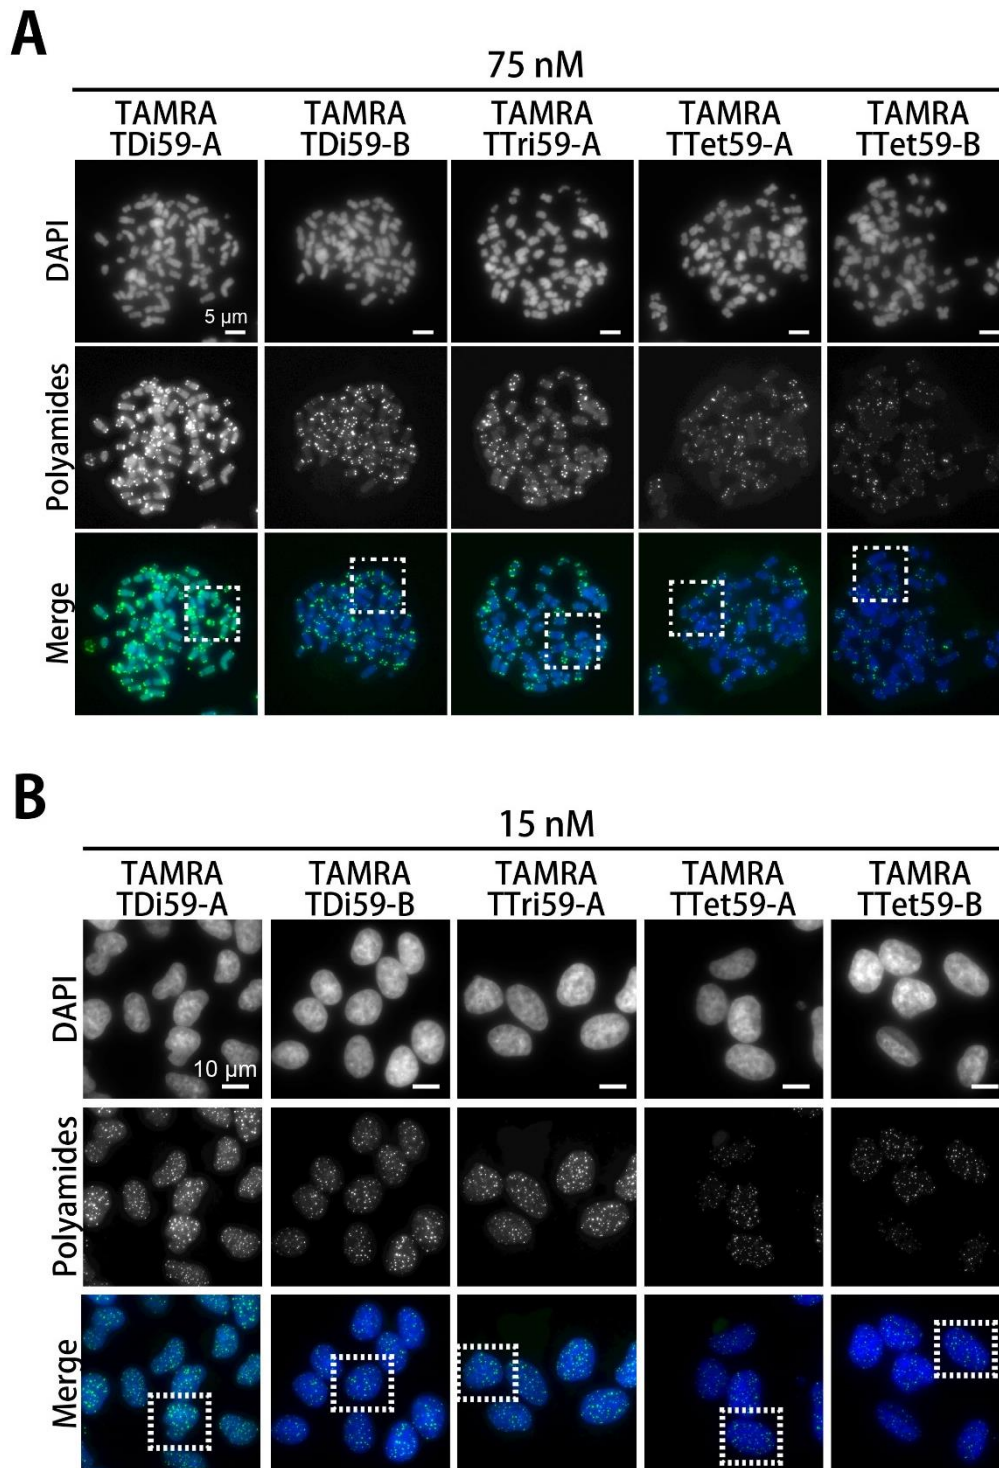 A
75 nM
TAMRA TAMRA TAMRA TAMRA TAMRA
TDi59-A TDi59-B TTri59-A TTet59-A TTet59-B
DAPI
5 µm
Polyamides
Merge
B
15 nM
TAMRA TAMRA TAMRA TAMRA TAMRA
TDi59-A TDi59-B TTri59-A TTet59-A TTet59-B
DAPI
10 µm
Polyamides
Merge